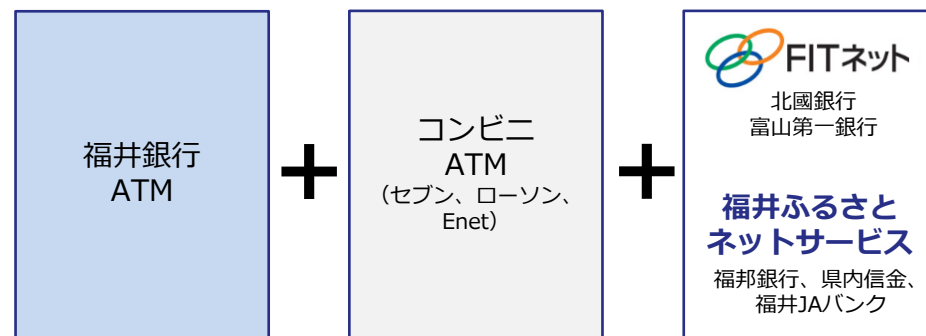 福井銀行
ATM
+
コンビニ
ATM
（セブン、ローソン、
Enet）
+
FITネット
北國銀行
富山第一銀行
福井ふるさと
ネットサービス
福邦銀行、県内信金、
福井JAバンク